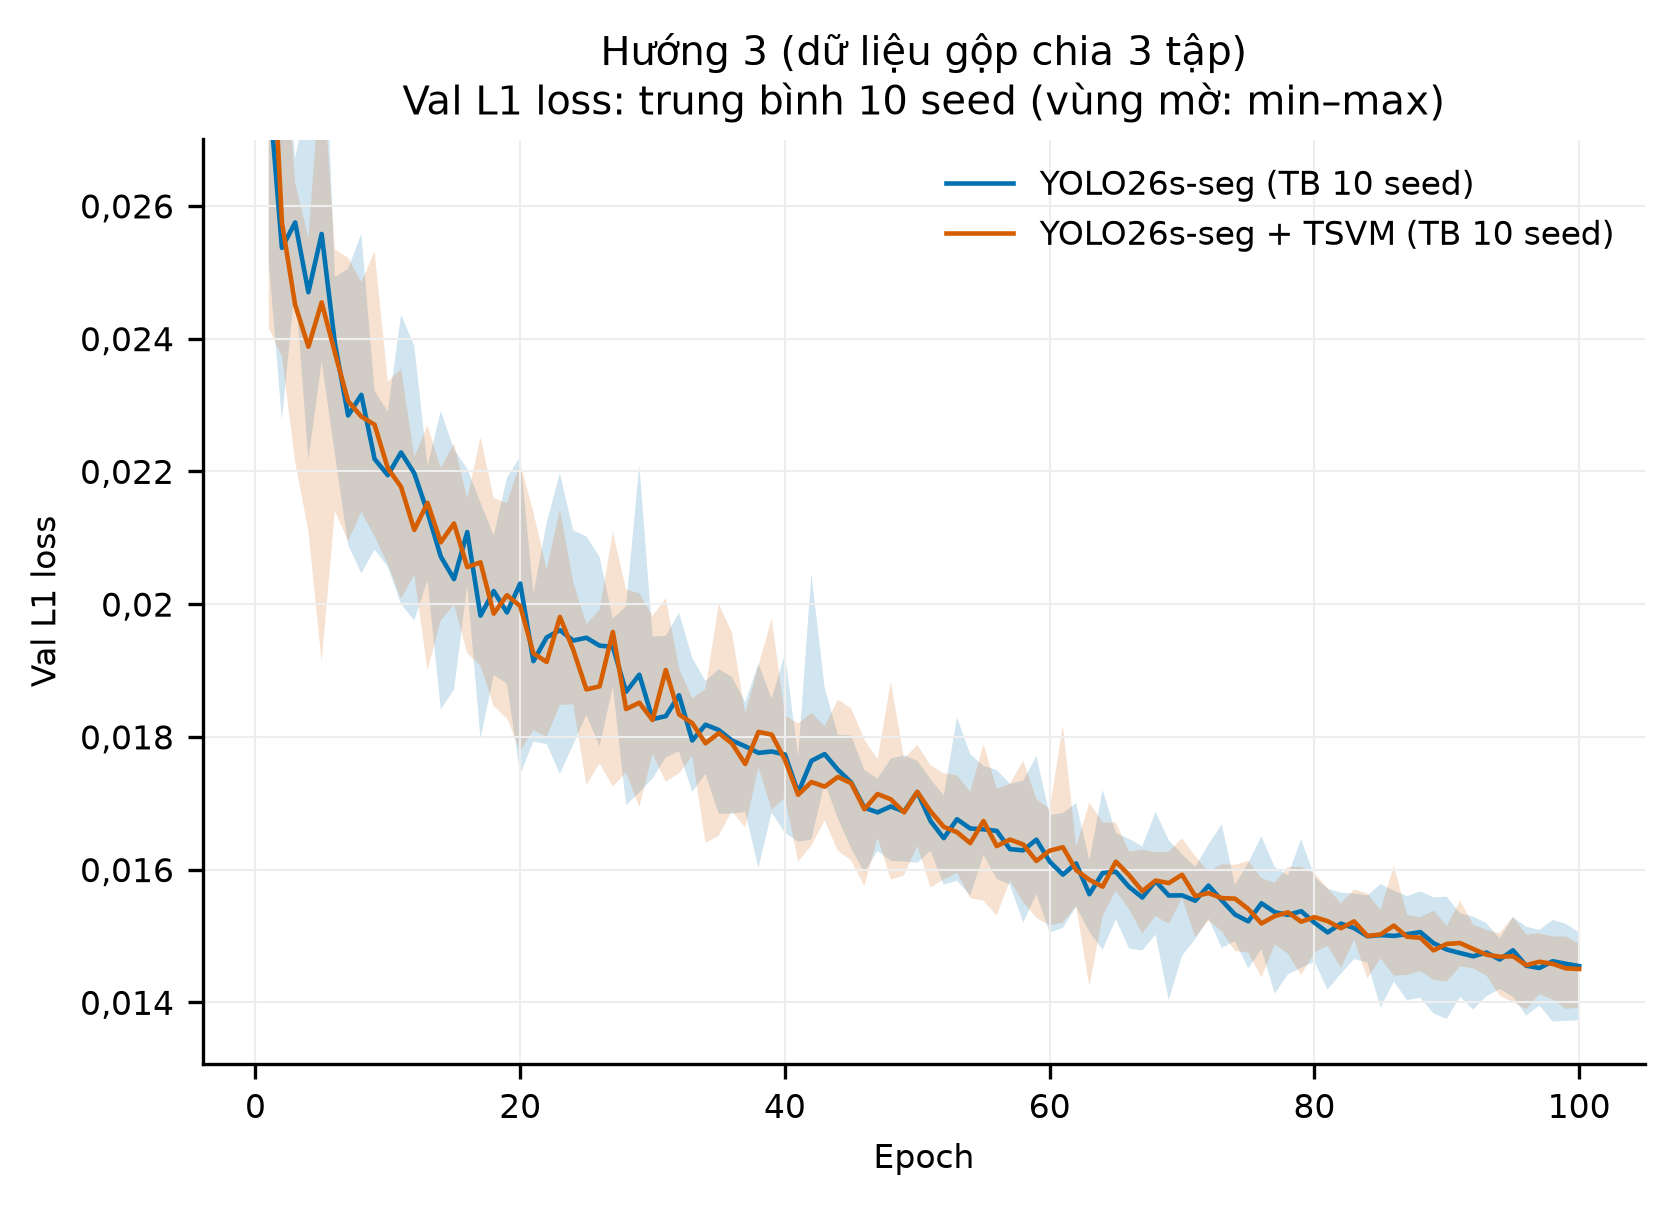 Hướng 3 (dữ liệu gộp chia 3 tập)
Val L1 loss: trung bình 10 seed (vùng mờ: min–max)
YOLO26s-seg (TB 10 seed)
YOLO26s-seg + TSVM (TB 10 seed)
0,026
0,024
0,022
0,02
0,018
0,016
0,014
Val L1 loss
0 20 40 60 80 100
Epoch